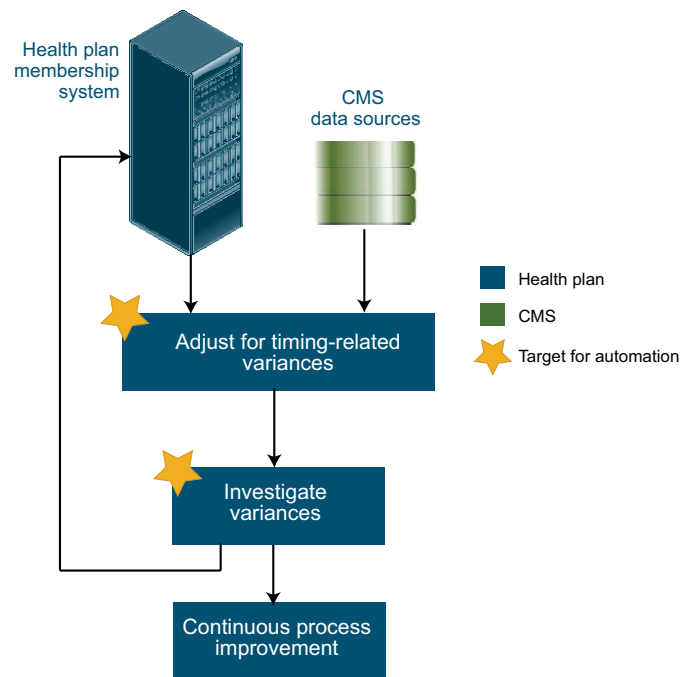 Health plan
membership
system
CMS
data sources
Health plan
CMS
Target for automation
Adjust for timing-related
variances
Investigate
variances
Continuous process
improvement